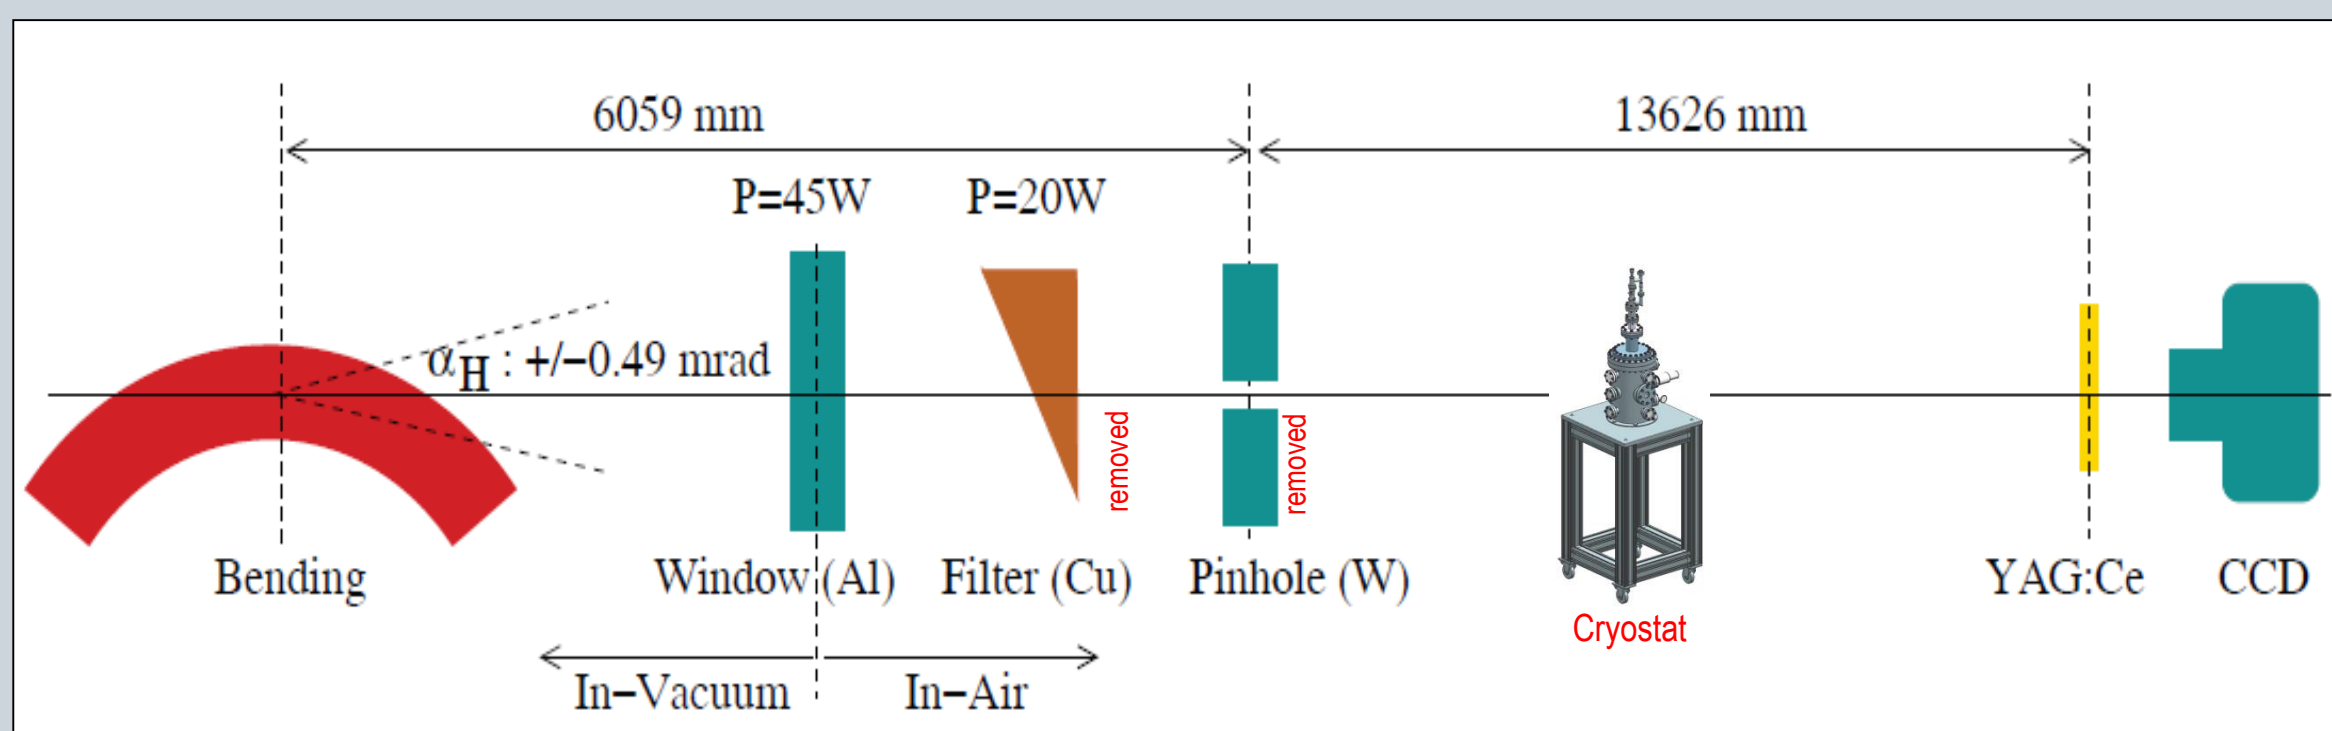 6059 mm
13626 mm
P=45W
P=20W
αH : +/−0.49 mrad
removed
removed
Bending
Window (Al)
Filter (Cu)
Pinhole (W)
YAG:Ce
CCD
Cryostat
In−Vacuum
In−Air